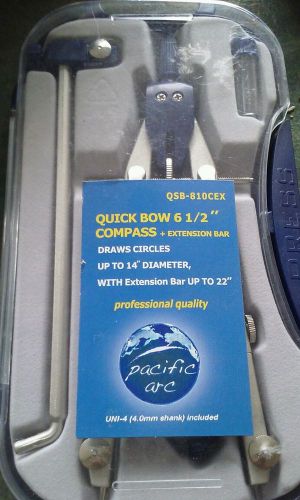 QSB-810CEX
QUICK BOW 6 1/2"
COMPASS + EXTENSION BAR
DRAWS CIRCLES
UP TO 14" DIAMETER,
WITH Extension Bar UP TO 22"
professional quality
pacific
arc
UNI-4 (4.0mm shank) included